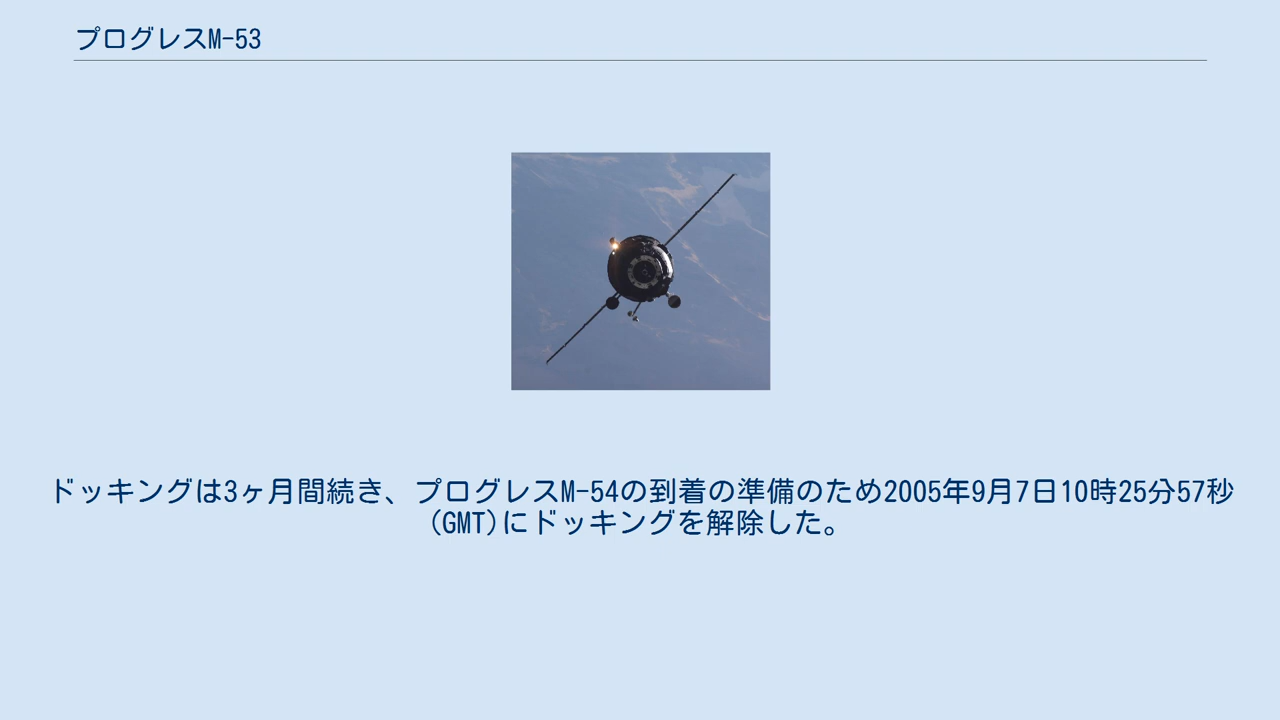 プログレスM-53
ドッキングは3ヶ月間続き、プログレスM-54の到着の準備のため2005年9月7日10時25分57秒
(GMT)にドッキングを解除した。